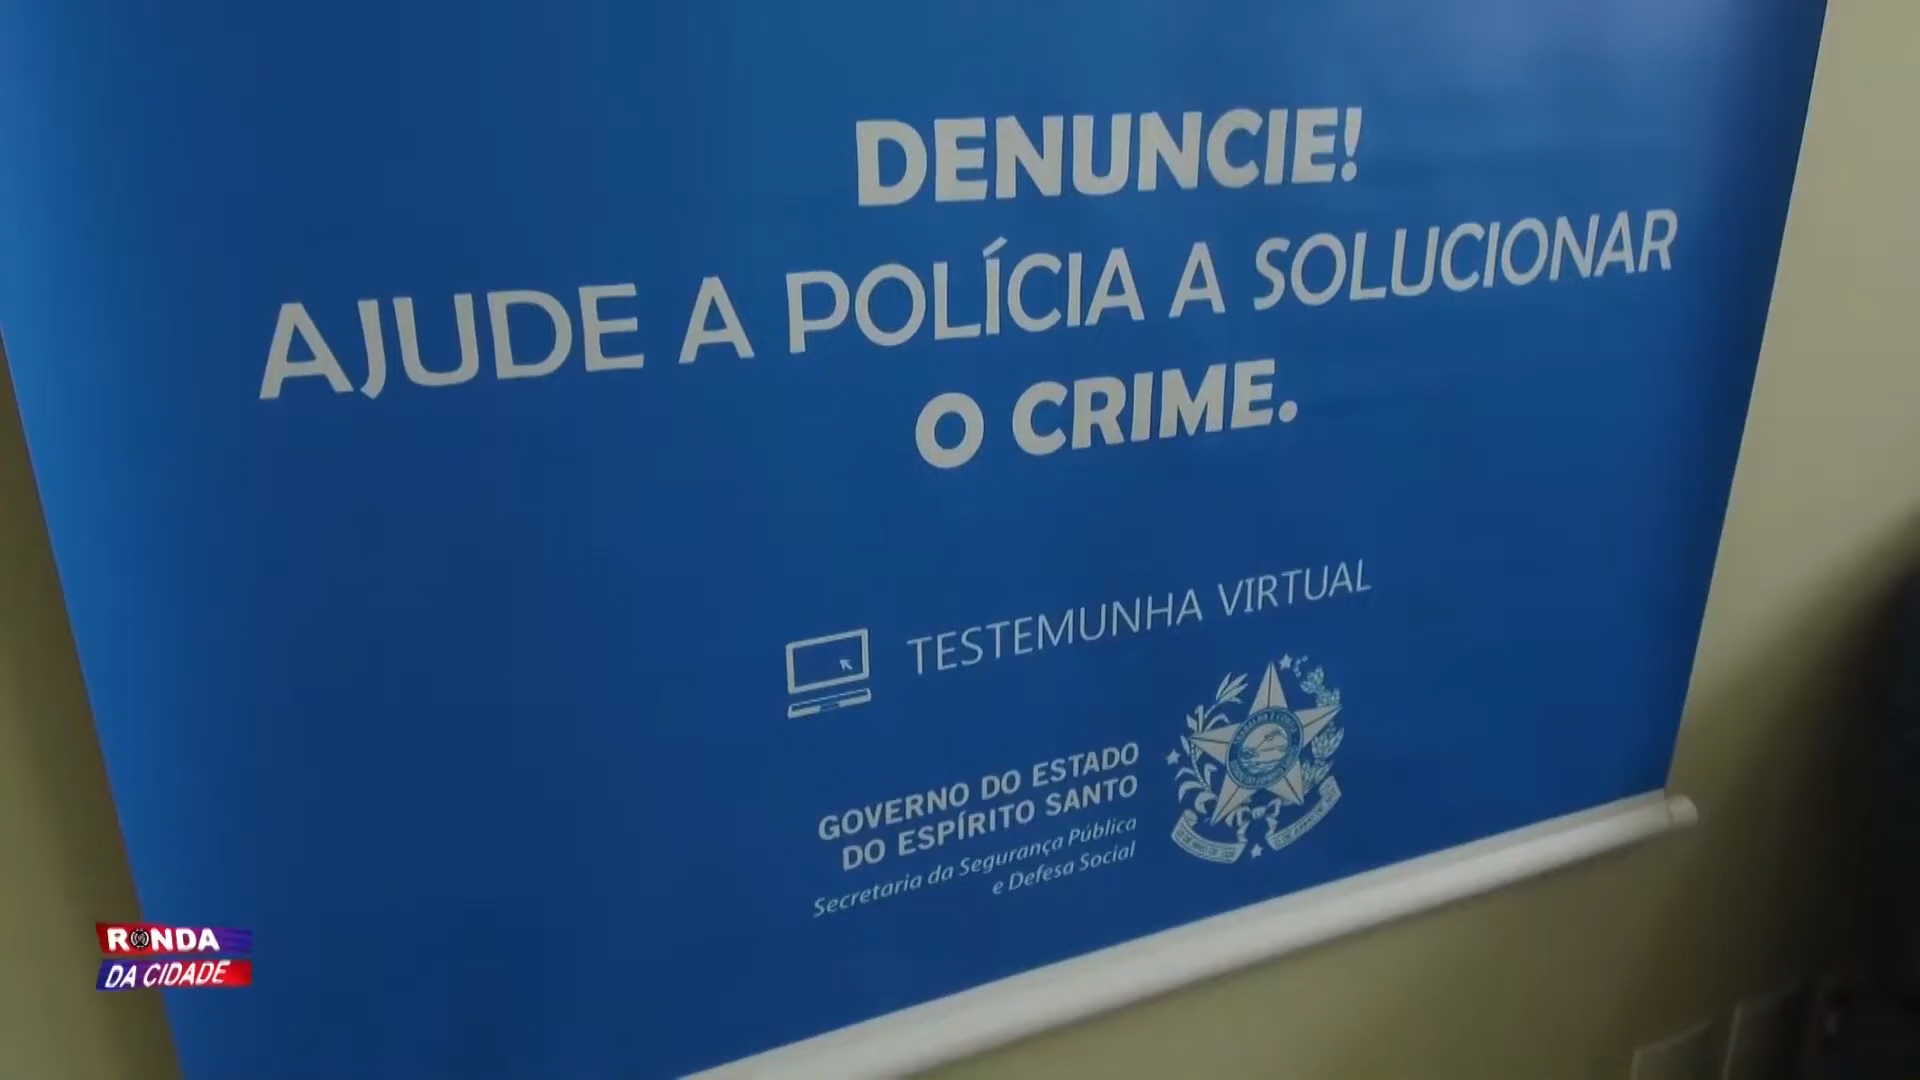 DENUNCIE!
AJUDE A POLÍCIA A SOLUCIONAR
O CRIME.
TESTEMUNHA VIRTUAL
GOVERNO DO ESTADO
DO ESPÍRITO SANTO
Secretaria da Segurança Pública
e Defesa Social
RONDA
DA CIDADE